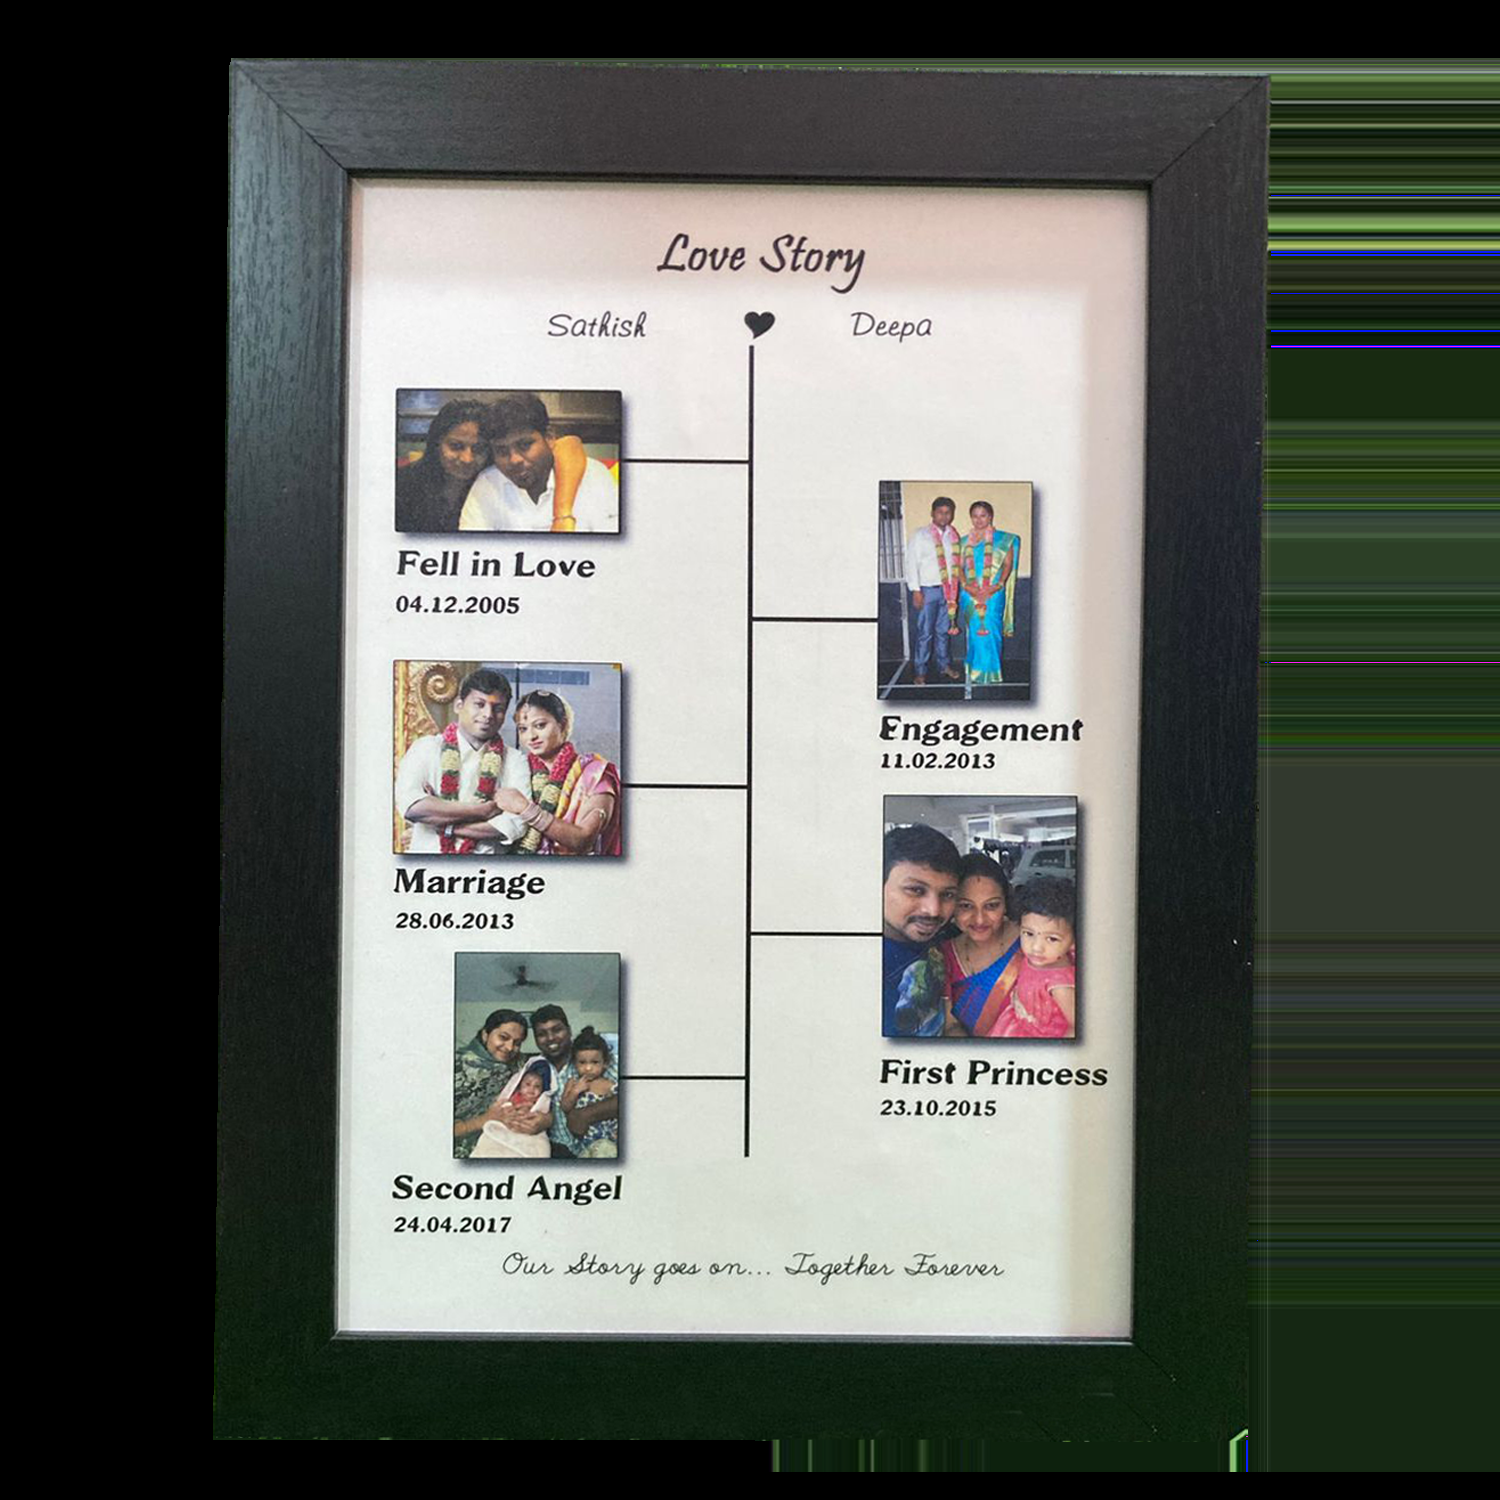 Love Story
Sathish ♥ Deepa
Fell in Love
04.12.2005
Engagement
11.02.2013
Marriage
28.06.2013
First Princess
23.10.2015
Second Angel
24.04.2017
Our Story goes on... Together Forever